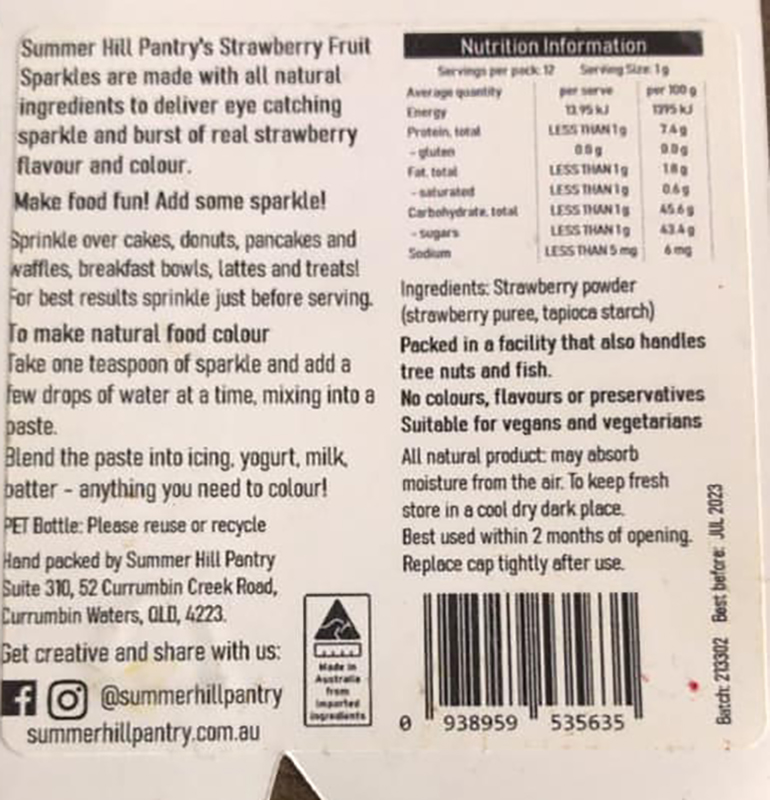 Summer Hill Pantry's Strawberry Fruit
Sparkles are made with all natural
ingredients to deliver eye catching
sparkle and burst of real strawberry
flavour and colour.
Make food fun! Add some sparkle!
Sprinkle over cakes, donuts, pancakes and
waffles, breakfast bowls, lattes and treats!
For best results sprinkle just before serving.
To make natural food colour
Take one teaspoon of sparkle and add a
few drops of water at a time, mixing into a
paste.
Blend the paste into icing, yogurt, milk,
batter - anything you need to colour!
PET Bottle: Please reuse or recycle
Hand packed by Summer Hill Pantry
Suite 310, 52 Currumbin Creek Road,
Currumbin Waters, QLD, 4223.
Get creative and share with us:
@summerhillpantry
summerhillpantry.com.au
Made in
Australia
from
imported
ingredients
Nutrition Information
Servings per pack: 12 Serving Size: 1g
Average quantity per serve per 100 g
Energy 13.95 kJ 1395 kJ
Protein, total LESS THAN 1g 7.4g
- gluten 0.0g 0.0g
Fat, total LESS THAN 1g 1.8g
- saturated LESS THAN 1g 0.6g
Carbohydrate, total LESS THAN 1g 45.6g
- sugars LESS THAN 1g 43.4g
Sodium LESS THAN 5 mg 6 mg
Ingredients: Strawberry powder
(strawberry puree, tapioca starch)
Packed in a facility that also handles
tree nuts and fish.
No colours, flavours or preservatives
Suitable for vegans and vegetarians
All natural product: may absorb
moisture from the air. To keep fresh
store in a cool dry dark place.
Best used within 2 months of opening.
Replace cap tightly after use.
0 938959 535635
Batch: 213302 Best before: JUL 2023